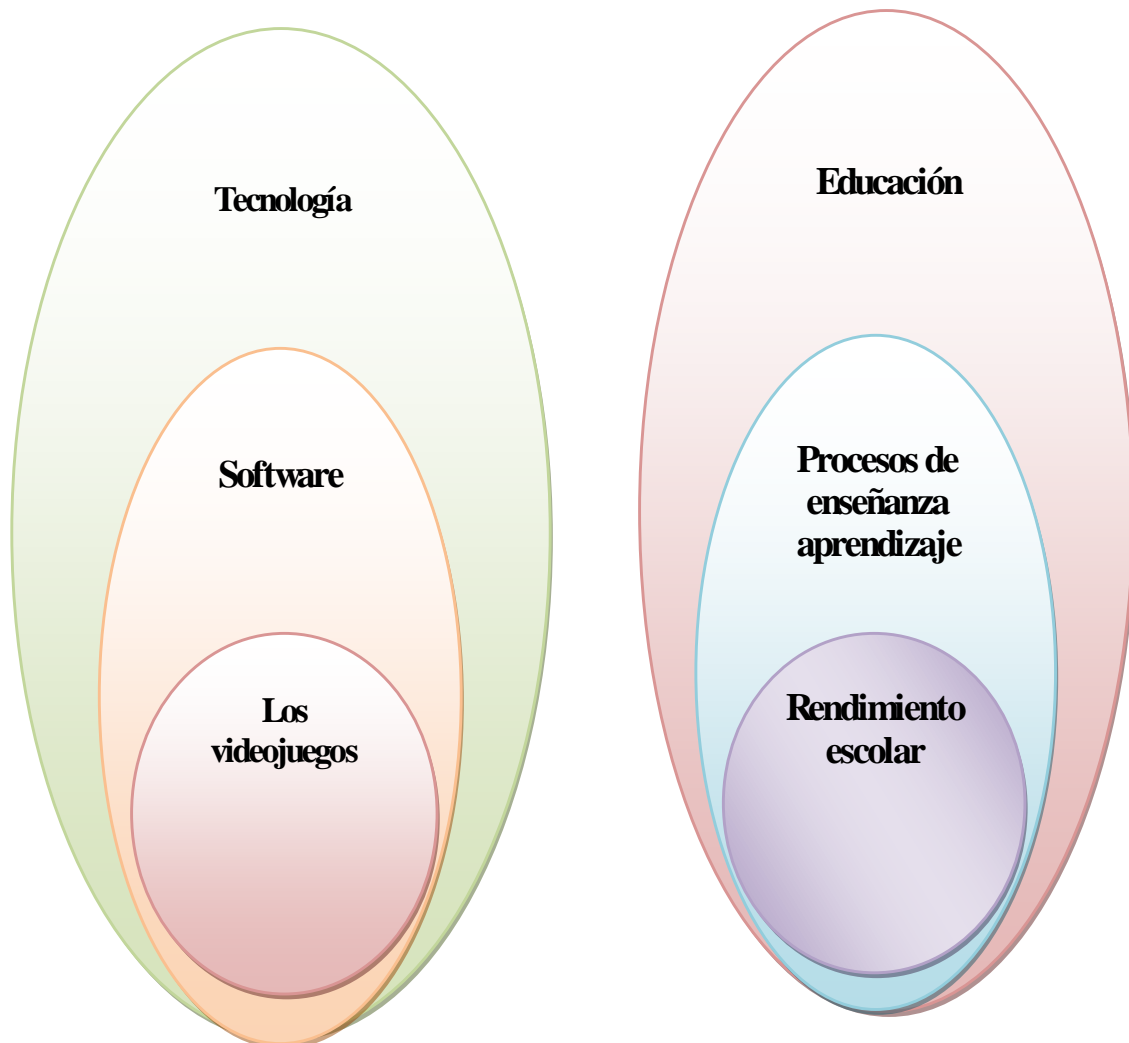 Tecnología
Software
Los
videojuegos
Educación
Procesos de
enseñanza
aprendizaje
Rendimiento
escolar